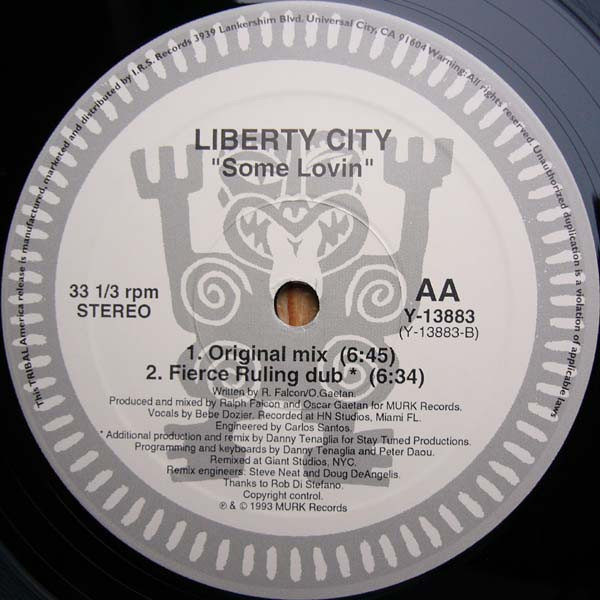 This TRIBAL America release is manufactured, marketed and distributed by I.R.S. Records 3939 Lankershim Blvd. Universal City, CA 91604 Warning: All rights reserved. Unauthorized duplication is a violation of applicable laws
LIBERTY CITY
"Some Lovin"
33 1/3 rpm
STEREO
AA
Y-13883
(Y-13883-B)
1. Original mix (6:45)
2. Fierce Ruling dub * (6:34)
Written by R. Falcon/O.Gaetan.
Produced and mixed by Ralph Falcon and Oscar Gaetan for MURK Records.
Vocals by Bebe Dozier. Recorded at HN Studios, Miami FL.
Engineered by Carlos Santos.
* Additional production and remix by Danny Tenaglia for Stay Tuned Productions.
Programming and keyboards by Danny Tenaglia and Peter Daou.
Remixed at Giant Studios, NYC.
Remix engineers: Steve Neat and Doug DeAngelis.
Thanks to Rob Di Stefano.
Copyright control.
℗ & © 1993 MURK Records